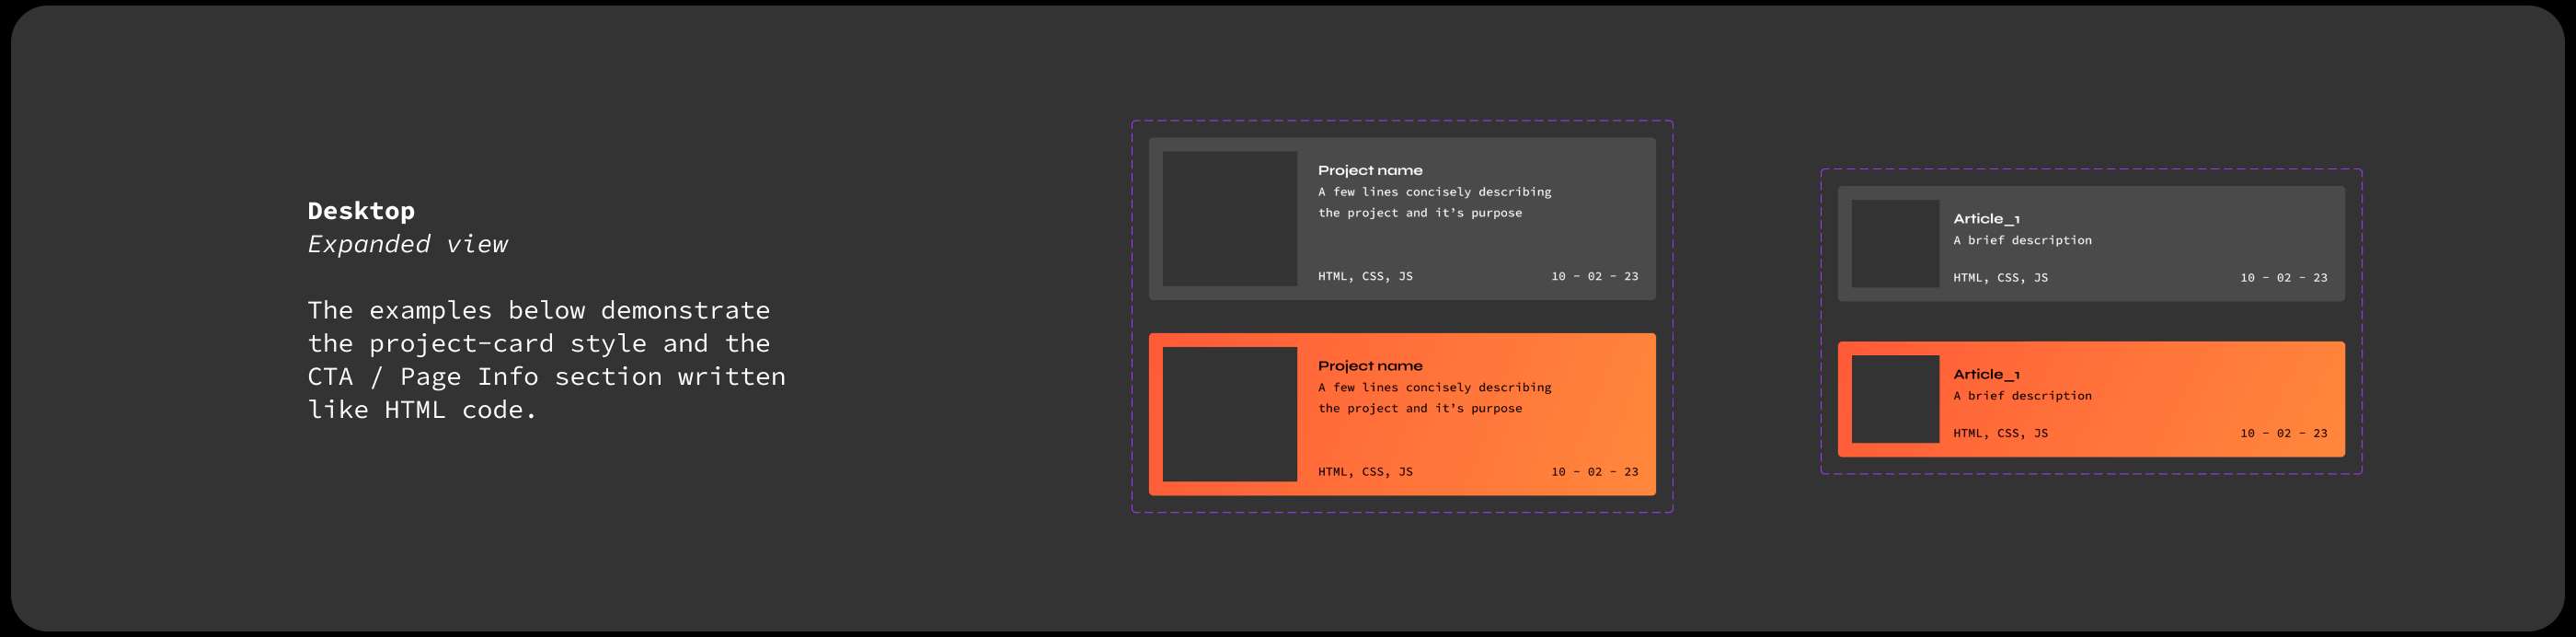 Desktop
Expanded view
The examples below demonstrate
the project-card style and the
CTA / Page Info section written
like HTML code.
Project name
A few lines concisely describing
the project and it’s purpose
HTML, CSS, JS
10 - 02 - 23
Project name
A few lines concisely describing
the project and it’s purpose
HTML, CSS, JS
10 - 02 - 23
Article_1
A brief description
HTML, CSS, JS
10 - 02 - 23
Article_1
A brief description
HTML, CSS, JS
10 - 02 - 23